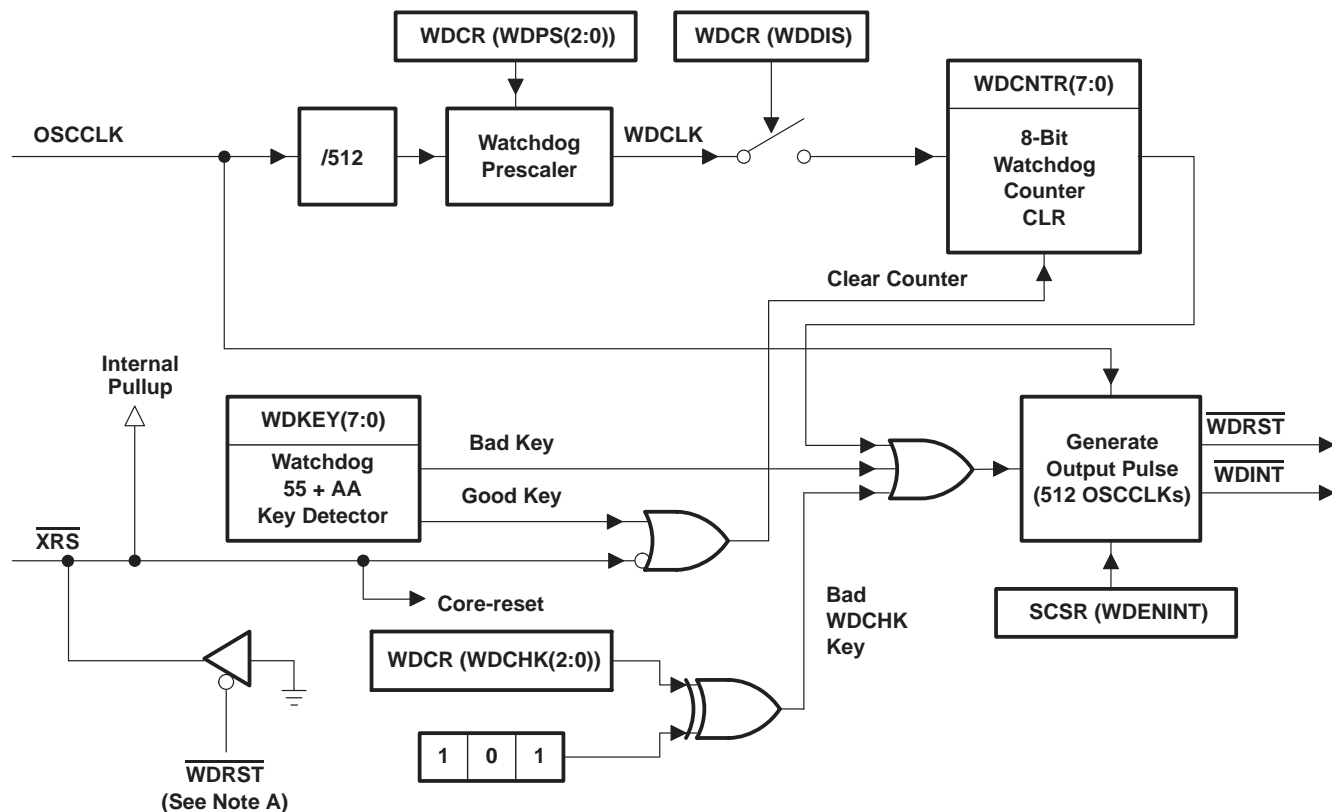 WDCR (WDPS(2:0))
WDCR (WDDIS)
WDCNTR(7:0)
OSCCLK
WDCLK
/512
Watchdog
Prescaler
8-Bit
Watchdog
Counter
CLR
Clear Counter
Internal
Pullup
WDKEY(7:0)
Watchdog
55 + AA
Key Detector
Bad Key
Good Key
Generate
Output Pulse
(512 OSCCLKs)
WDRST
WDINT
XRS
Core-reset
Bad
WDCHK
Key
SCSR (WDENINT)
WDCR (WDCHK(2:0))
1 0 1
WDRST
(See Note A)